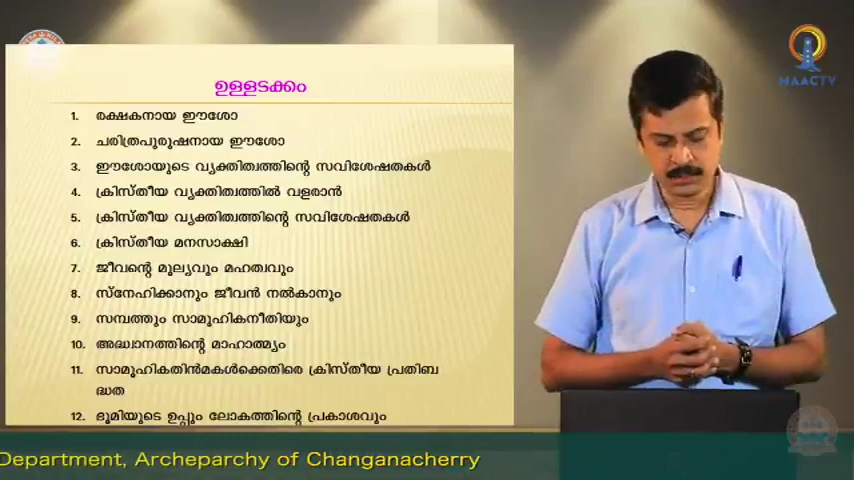 ഉള്ളടക്കം
1. രക്ഷകനായ ഈശോ
2. ചരിത്രപുരുഷനായ ഈശോ
3. ഈശോയുടെ വ്യക്തിത്വത്തിന്റെ സവിശേഷതകൾ
4. ക്രിസ്തീയ വ്യക്തിത്വത്തിൽ വളരാൻ
5. ക്രിസ്തീയ വ്യക്തിത്വത്തിന്റെ സവിശേഷതകൾ
6. ക്രിസ്തീയ മനസാക്ഷി
7. ജീവന്റെ മൂല്യവും മഹത്വവും
8. സ്നേഹിക്കാനും ജീവൻ നൽകാനും
9. സമ്പത്തും സാമൂഹികനീതിയും
10. അദ്ധ്വാനത്തിന്റെ മാഹാത്മ്യം
11. സാമൂഹികതിൻമകൾക്കെതിരെ ക്രിസ്തീയ പ്രതിബ
ദ്ധത
12. ഭൂമിയുടെ ഉപ്പും ലോകത്തിന്റെ പ്രകാശവും
MAACTV
Department, Archeparchy of Changanacherry